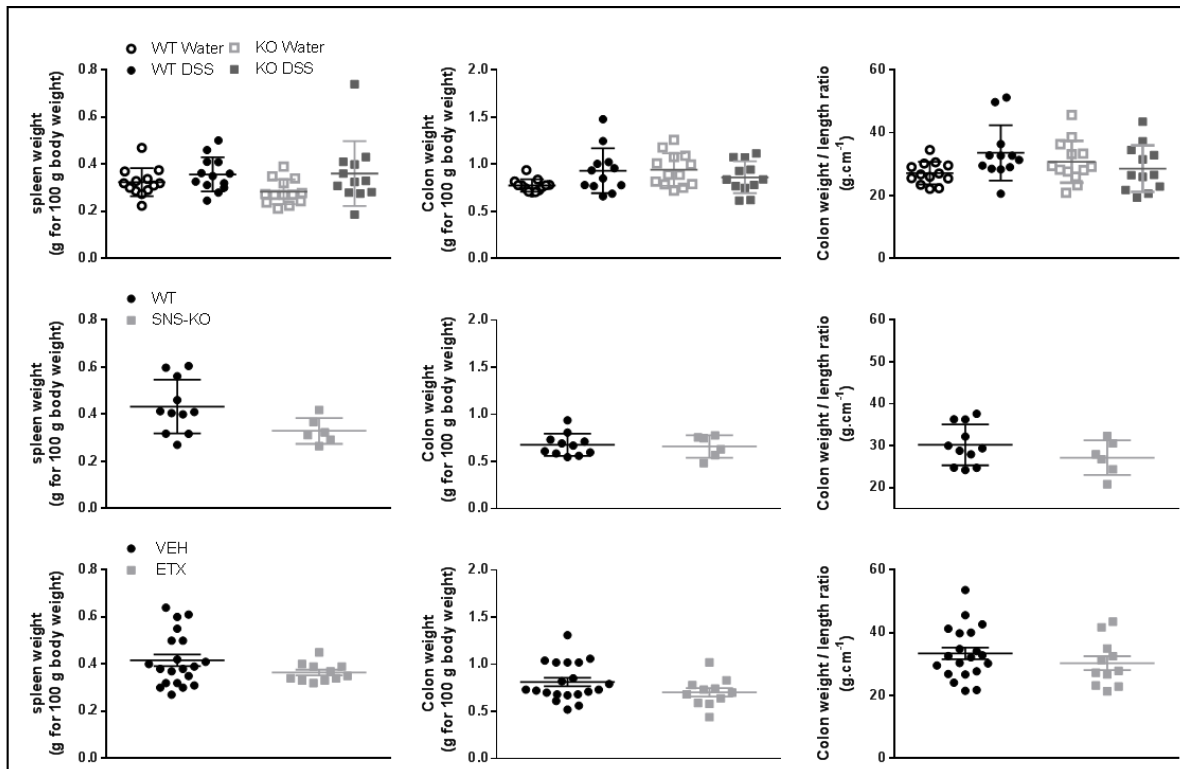 WT Water
KO Water
WT DSS
KO DSS
spleen weight
(g for 100 g body weight)
0.8
0.6
0.4
0.2
0.0
Colon weight
(g for 100 g body weight)
2.0
1.5
1.0
0.5
0.0
Colon weight / length ratio
(g.cm-1)
60
40
20
0
WT
SNS-KO
spleen weight
(g for 100 g body weight)
0.8
0.6
0.4
0.2
0.0
Colon weight
(g for 100 g body weight)
2.0
1.5
1.0
0.5
0.0
Colon weight / length ratio
(g.cm-1)
60
50
40
30
20
VEH
ETX
spleen weight
(g for 100 g body weight)
0.8
0.6
0.4
0.2
0.0
Colon weight
(g for 100 g body weight)
2.0
1.5
1.0
0.5
0.0
Colon weight / length ratio
(g.cm-1)
60
40
20
0